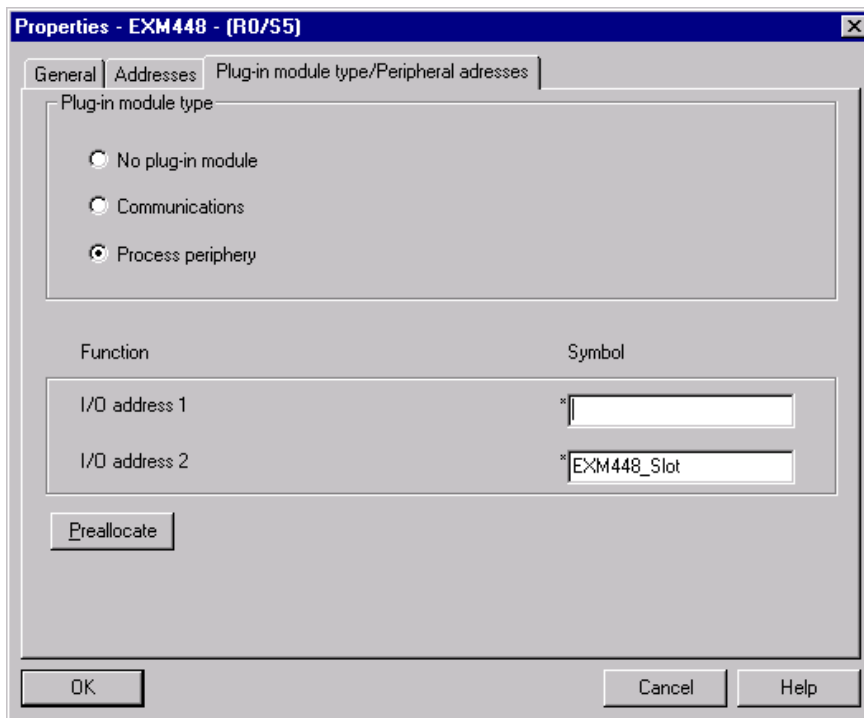 Properties - EXM448 - (R0/S5)
General Addresses Plug-in module type/Peripheral adresses
Plug-in module type
No plug-in module
Communications
Process periphery
Function Symbol
I/O address 1 *
I/O address 2 * EXM448_Slot
Preallocate
OK Cancel Help